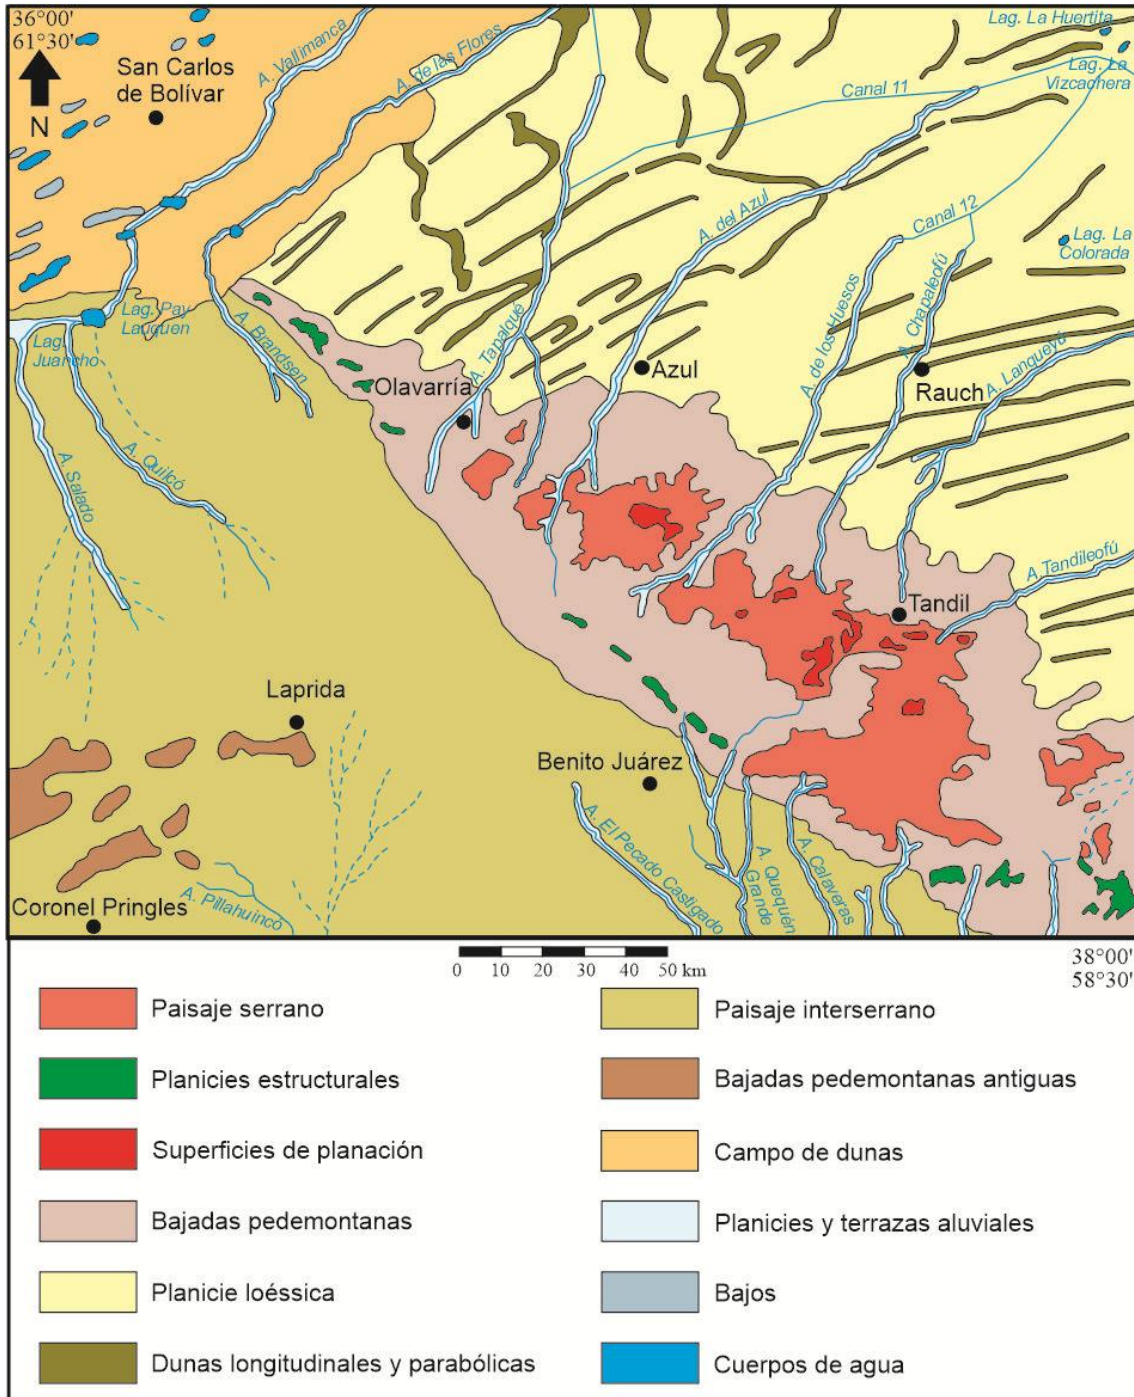 36°00'
61°30'
N
San Carlos
de Bolívar
A. Vallimanca
A. de las Flores
Lag. La Huertita
Lag. La
Vizcachera
Canal 11
A. del Azul
Canal 12
Lag. La
Colorada
Lag. Pay
Lauquen
Lag.
Juancho
A. Brandsen
A. Tapalqué
A. de los Huesos
A. Chapaleofú
A. Langueyú
Olavarría
Azul
Rauch
A. Salado
A. Quilcó
A. Tandileofú
Tandil
Laprida
Benito Juárez
A. El Pecado Castigado
A. Quequén
Grande
A. Calaveras
A. Pillahuincó
Coronel Pringles
0 10 20 30 40 50 km
38°00'
58°30'
Paisaje serrano
Planicies estructurales
Superficies de planación
Bajadas pedemontanas
Planicie loéssica
Dunas longitudinales y parabólicas
Paisaje interserrano
Bajadas pedemontanas antiguas
Campo de dunas
Planicies y terrazas aluviales
Bajos
Cuerpos de agua